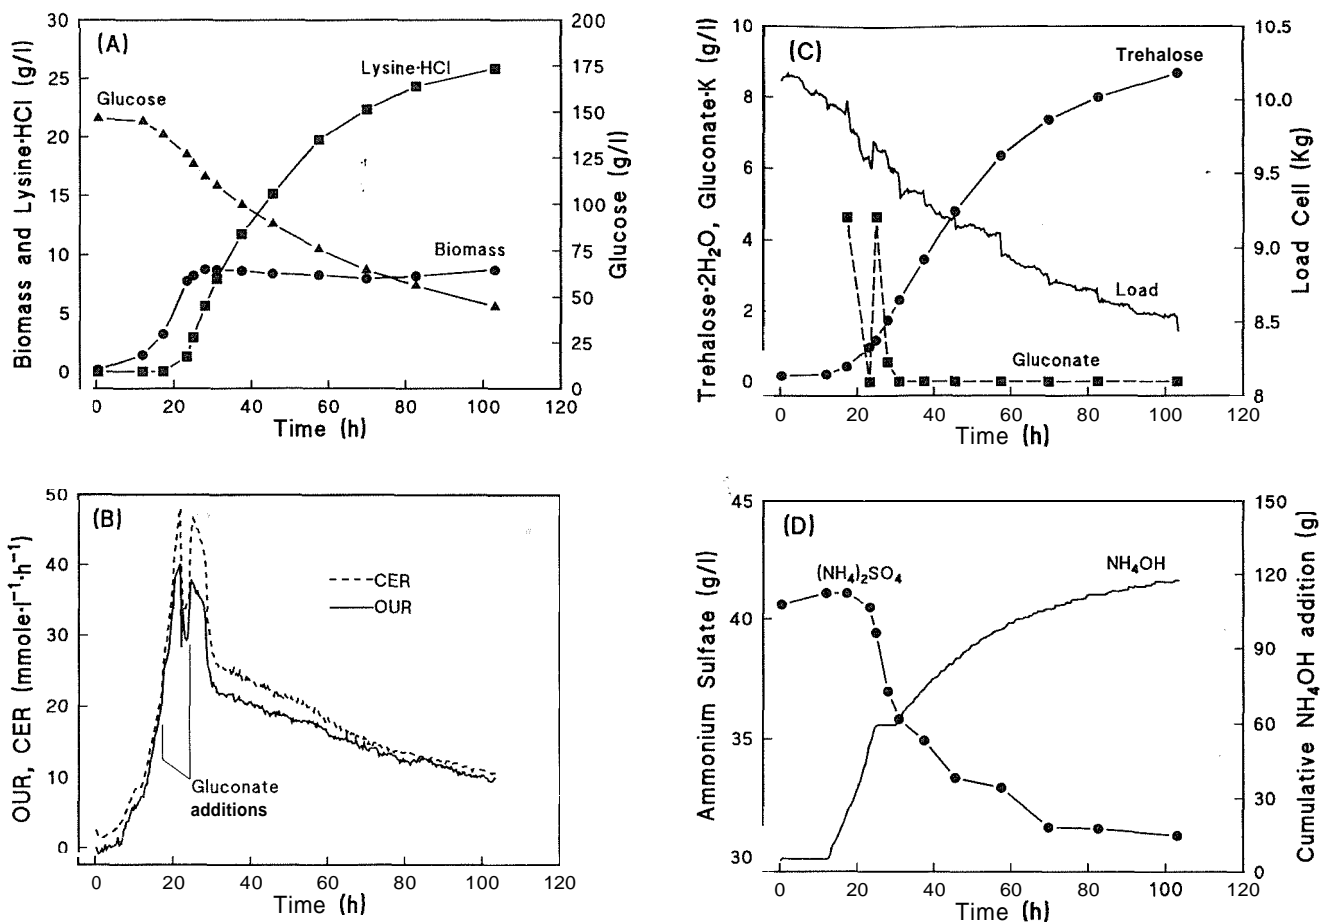 (A)
Biomass and Lysine·HCl (g/l)
30
25
20
15
10
5
0
Glucose
Lysine·HCl
Biomass
200
175
150
125
100
75
50
25
0
Glucose (g/l)
0 20 40 60 80 100 120
Time (h)
(C)
Trehalose·2H₂O, Gluconate·K (g/l)
10
8
6
4
2
0
Trehalose
Load
Gluconate
10.5
10.0
9.5
9.0
8.5
8
Load Cell (Kg)
0 20 40 60 80 100 120
Time (h)
(B)
OUR, CER (mmole·l⁻¹·h⁻¹)
50
40
30
20
10
0
CER
OUR
Gluconate
additions
0 20 40 60 80 100 120
Time (h)
(D)
Ammonium Sulfate (g/l)
45
40
35
30
(NH₄)₂SO₄
NH₄OH
150
120
90
60
30
0
Cumulative NH₄OH addition (g)
0 20 40 60 80 100 120
Time (h)